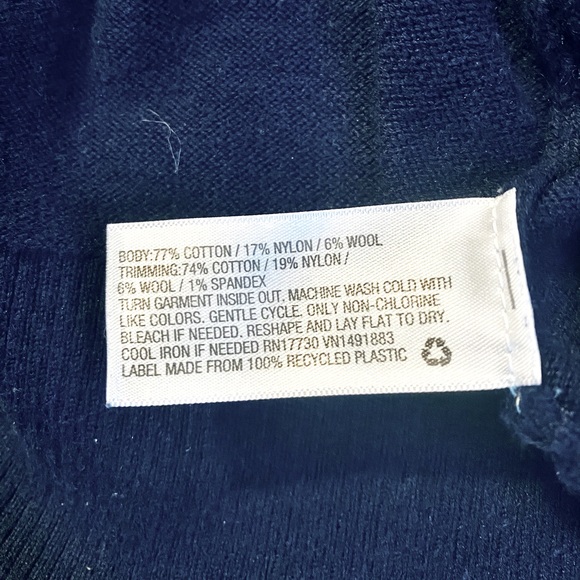 BODY:77% COTTON / 17% NYLON / 6% WOOL
TRIMMING:74% COTTON / 19% NYLON /
6% WOOL / 1% SPANDEX
TURN GARMENT INSIDE OUT. MACHINE WASH COLD WITH
LIKE COLORS. GENTLE CYCLE. ONLY NON-CHLORINE
BLEACH IF NEEDED. RESHAPE AND LAY FLAT TO DRY.
COOL IRON IF NEEDED RN17730 VN1491883
LABEL MADE FROM 100% RECYCLED PLASTIC